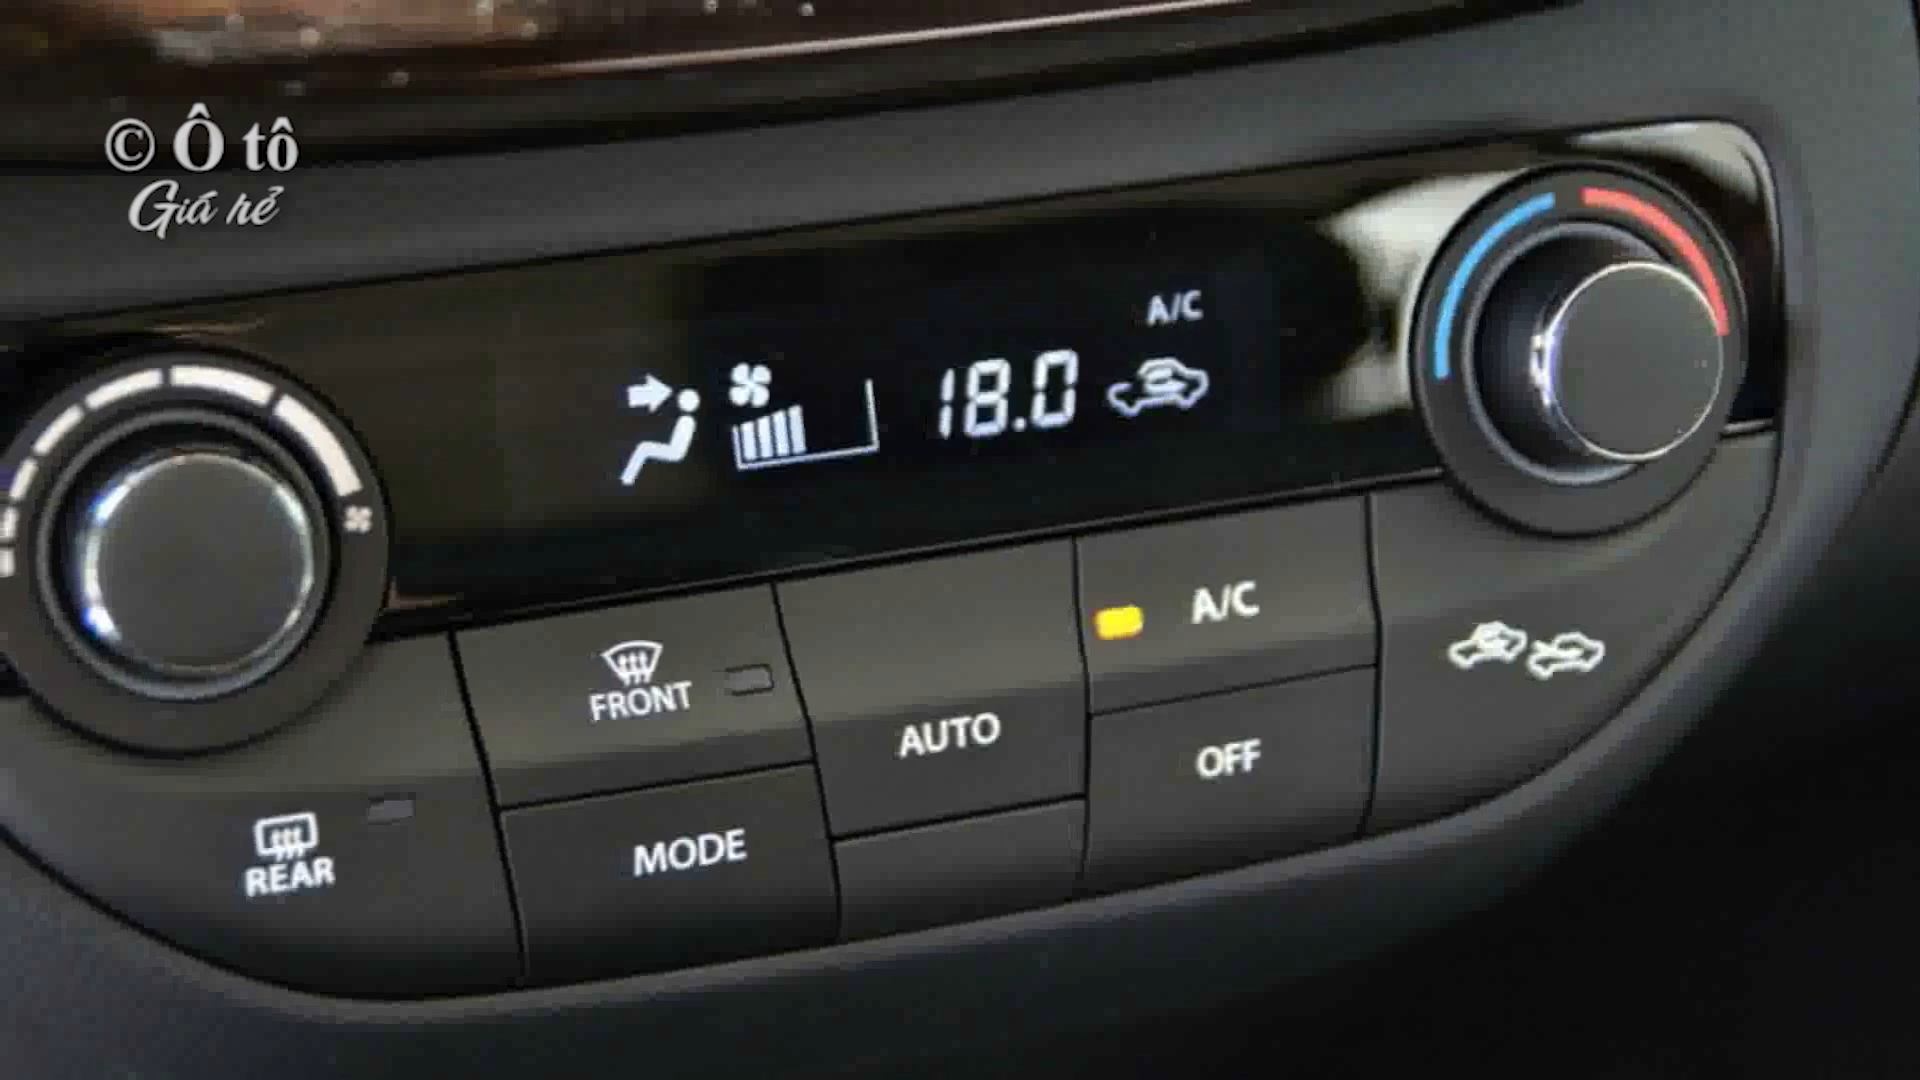 © Ô tô
Giá rẻ
A/C
18.0
A/C
FRONT
AUTO
OFF
MODE
REAR